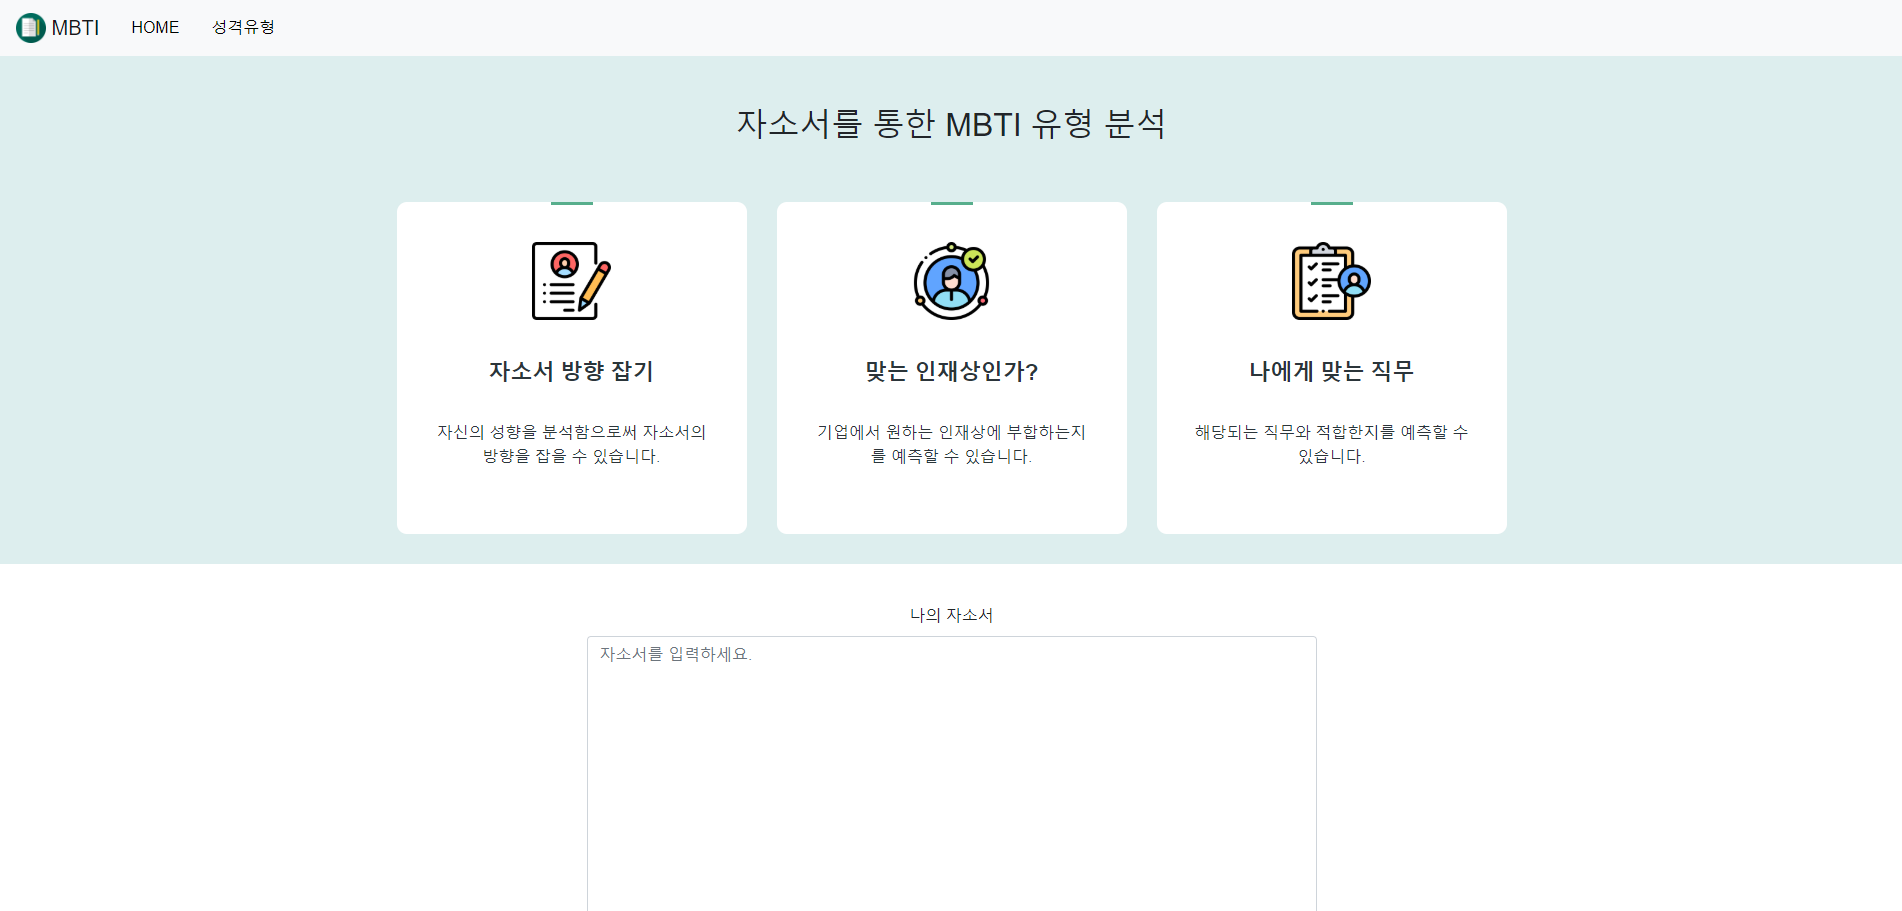 MBTI HOME 성격유형
자소서를 통한 MBTI 유형 분석
자소서 방향 잡기
자신의 성향을 분석함으로써 자소서의
방향을 잡을 수 있습니다.
맞는 인재상인가?
기업에서 원하는 인재상에 부합하는지
를 예측할 수 있습니다.
나에게 맞는 직무
해당되는 직무와 적합한지를 예측할 수
있습니다.
나의 자소서
자소서를 입력하세요.